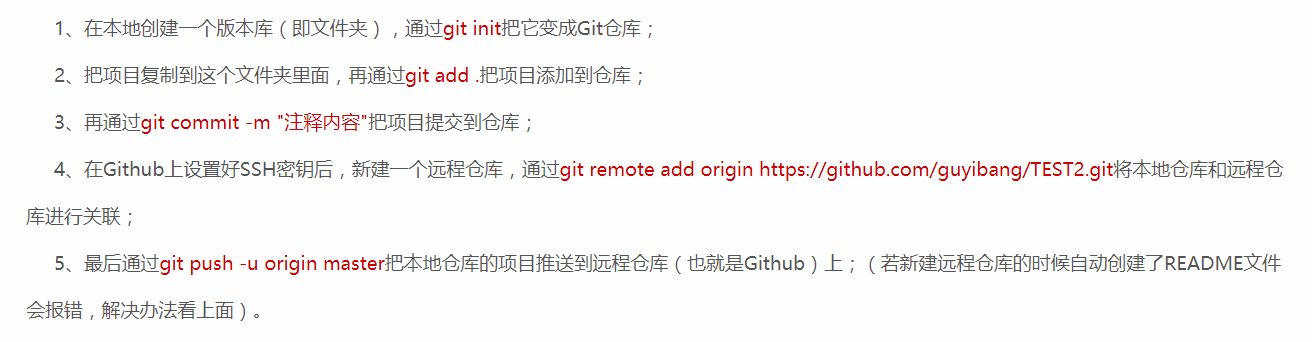 1、在本地创建一个版本库（即文件夹），通过git init把它变成Git仓库；
2、把项目复制到这个文件夹里面，再通过git add .把项目添加到仓库；
3、再通过git commit -m "注释内容"把项目提交到仓库；
4、在Github上设置好SSH密钥后，新建一个远程仓库，通过git remote add origin https://github.com/guyibang/TEST2.git将本地仓库和远程仓
库进行关联；
5、最后通过git push -u origin master把本地仓库的项目推送到远程仓库（也就是Github）上；（若新建远程仓库的时候自动创建了README文件
会报错，解决办法看上面）。